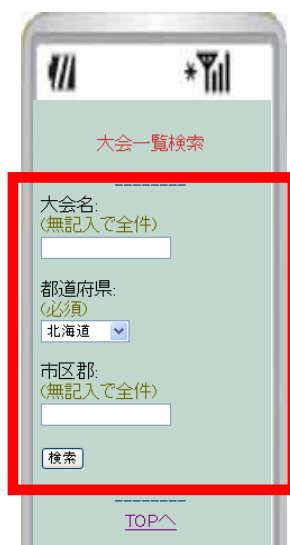 大会一覧検索
--------
大会名:
(無記入で全件)
都道府県:
(必須)
北海道
市区郡:
(無記入で全件)
検索
--------
TOPへ